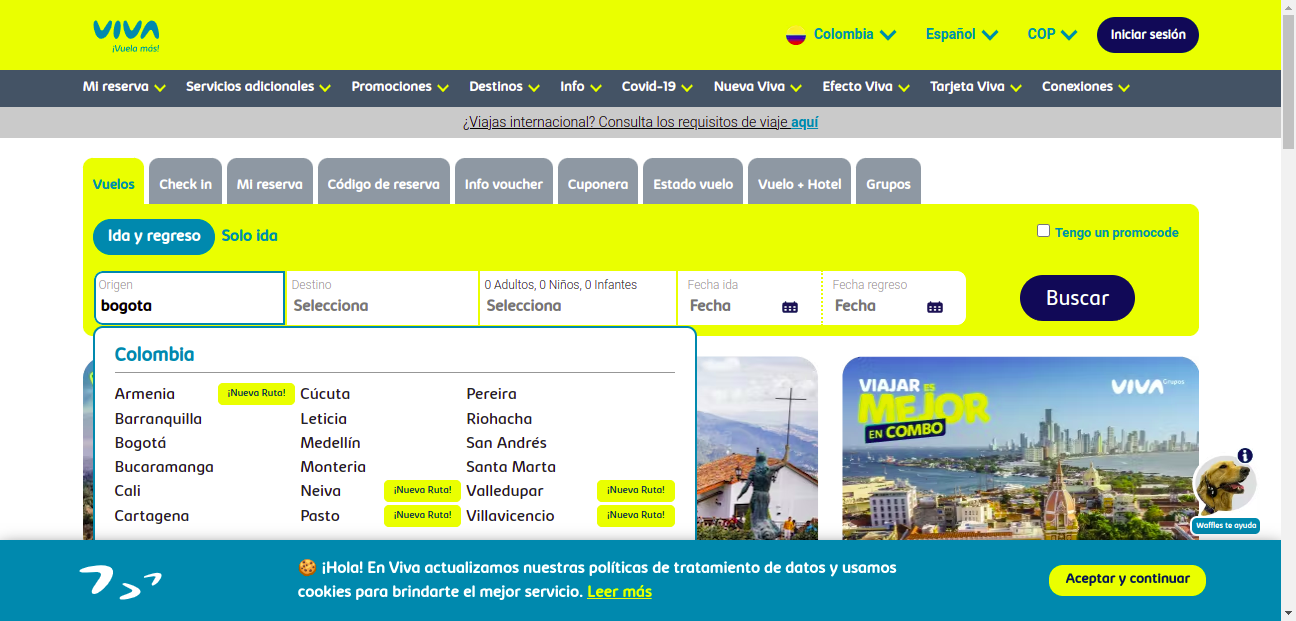 VIVA
¡Vuela más!
Colombia
Español
COP
Iniciar sesión
Mi reserva
Servicios adicionales
Promociones
Destinos
Info
Covid-19
Nueva Viva
Efecto Viva
Tarjeta Viva
Conexiones
¿Viajas internacional? Consulta los requisitos de viaje aquí
Vuelos
Check In
Mi reserva
Código de reserva
Info voucher
Cuponera
Estado vuelo
Vuelo + Hotel
Grupos
Ida y regreso
Solo ida
Tengo un promocode
Origen
bogota
Destino
Selecciona
0 Adultos, 0 Niños, 0 Infantes
Selecciona
Fecha ida
Fecha
Fecha regreso
Fecha
Buscar
Colombia
Armenia ¡Nueva Ruta! Cúcuta Pereira
Barranquilla Leticia Riohacha
Bogotá Medellín San Andrés
Bucaramanga Monteria Santa Marta
Cali Neiva ¡Nueva Ruta! Valledupar ¡Nueva Ruta!
Cartagena Pasto ¡Nueva Ruta! Villavicencio ¡Nueva Ruta!
VIAJAR ES
MEJOR
EN COMBO
VIVA Grupos
Waffles te ayuda
¡Hola! En Viva actualizamos nuestras políticas de tratamiento de datos y usamos
cookies para brindarte el mejor servicio. Leer más
Aceptar y continuar